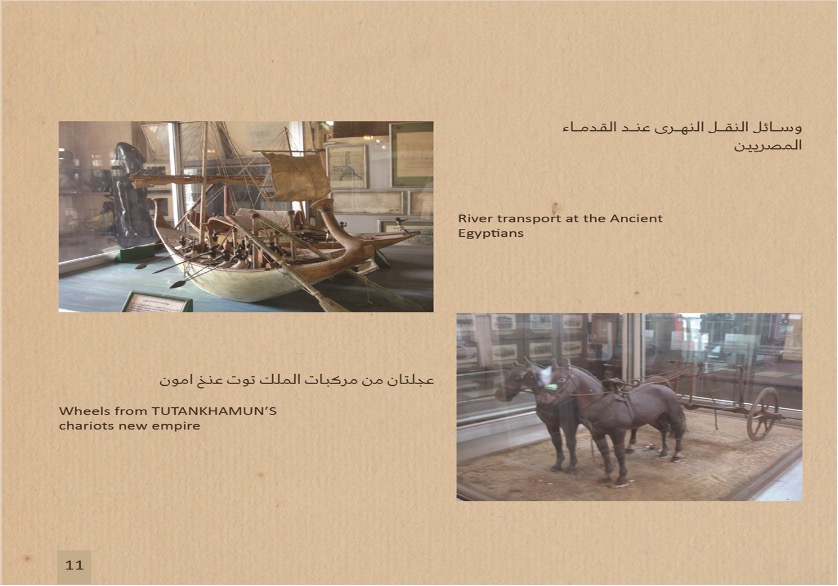 وسائل النقل النهرى عند القدماء
المصريين
River transport at the Ancient
Egyptians
عجلتان من مركبات الملك توت عنخ امون
Wheels from TUTANKHAMUN'S
chariots new empire
11